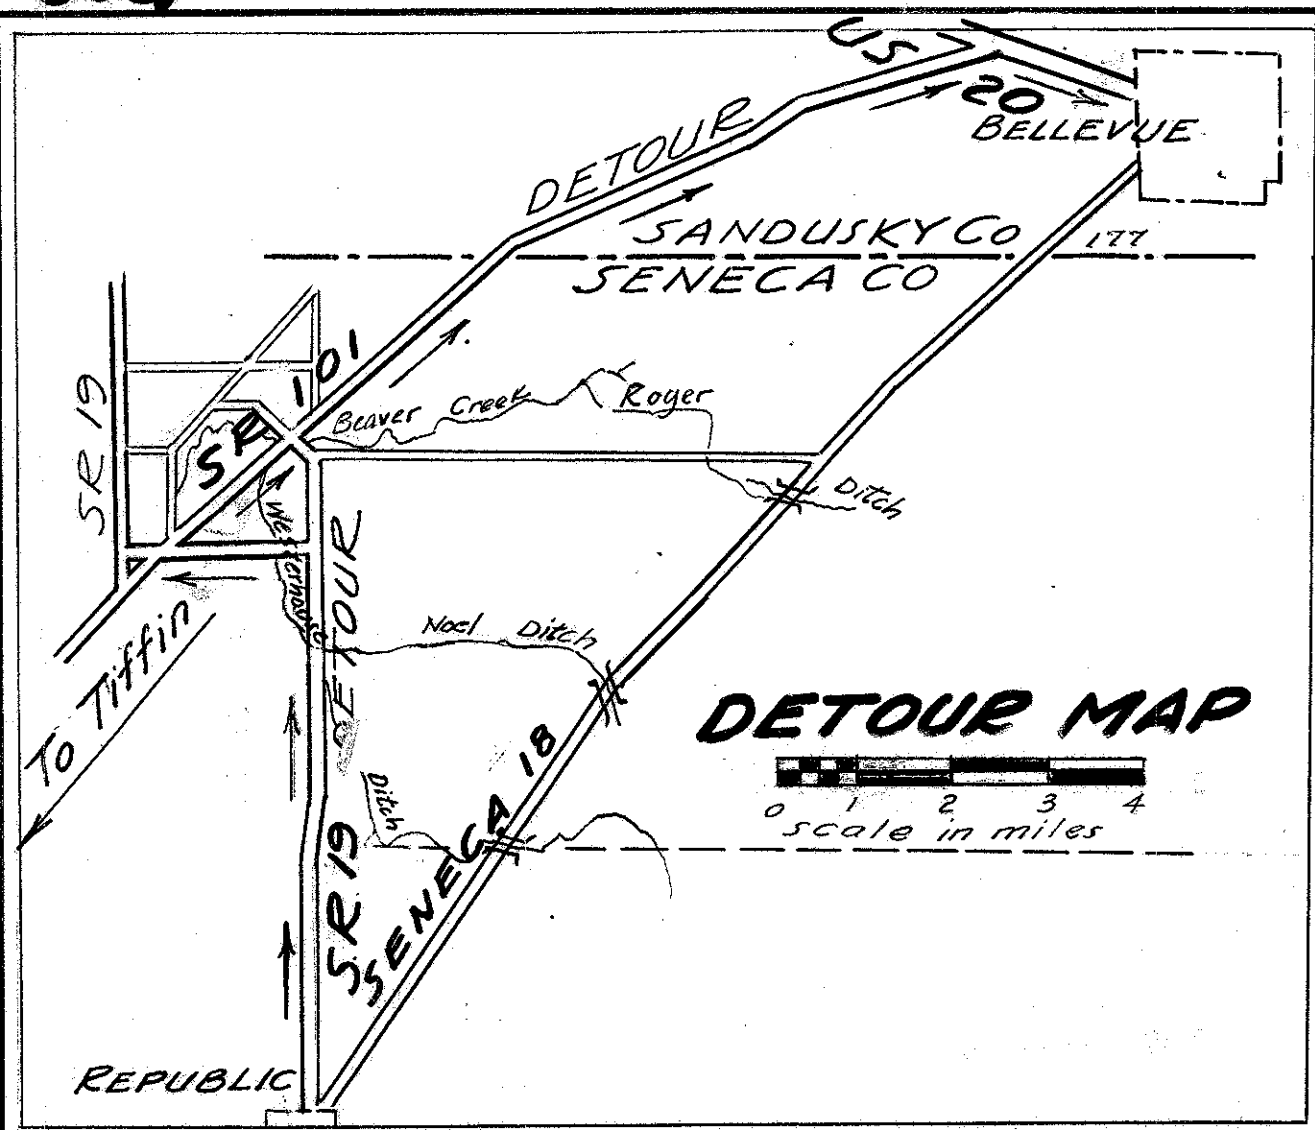 US 20
BELLEVUE
DETOUR
SANDUSKY Co
177
SENECA CO
SR 19
SR 101
Beaver Creek
Roger Ditch
DETOUR
Noel Ditch
To Tiffin
DETOUR MAP
0 1 2 3 4
scale in miles
Ditch
SR 19
SENECA 18
REPUBLIC